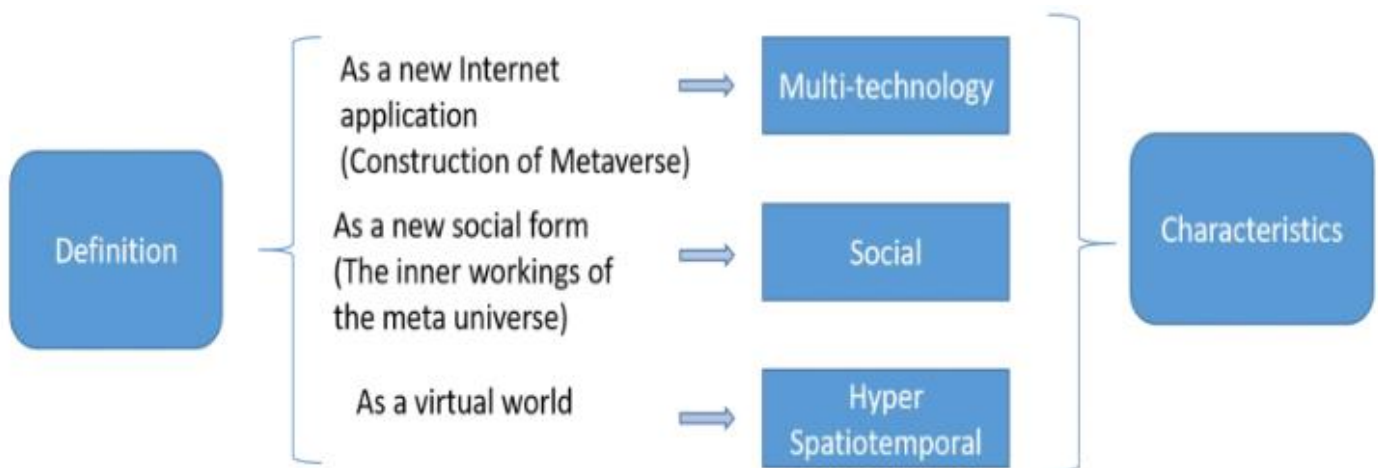 Definition
As a new Internet
application
(Construction of Metaverse)
As a new social form
(The inner workings of
the meta universe)
As a virtual world
Multi-technology
Social
Hyper
Spatiotemporal
Characteristics